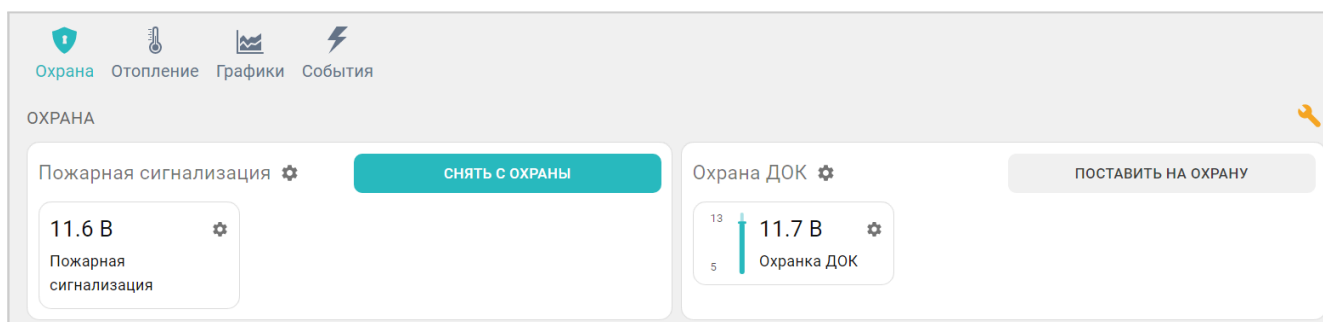 Охрана Отопление Графики События
ОХРАНА
Пожарная сигнализация СНЯТЬ С ОХРАНЫ
11.6 В
Пожарная
сигнализация
Охрана ДОК ПОСТАВИТЬ НА ОХРАНУ
13
11.7 В
5
Охранка ДОК